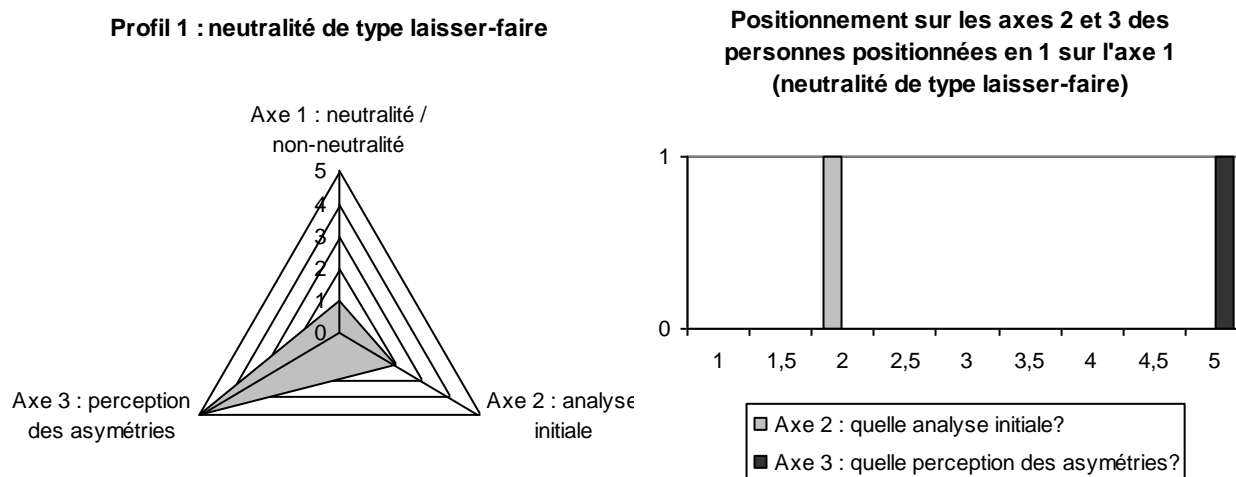 Profil 1 : neutralité de type laisser-faire
Axe 1 : neutralité /
non-neutralité
5
4
3
2
1
0
Axe 3 : perception
des asymétries
Axe 2 : analyse
initiale
Positionnement sur les axes 2 et 3 des
personnes positionnées en 1 sur l'axe 1
(neutralité de type laisser-faire)
1
0
1 1,5 2 2,5 3 3,5 4 4,5 5
Axe 2 : quelle analyse initiale?
Axe 3 : quelle perception des asymétries?